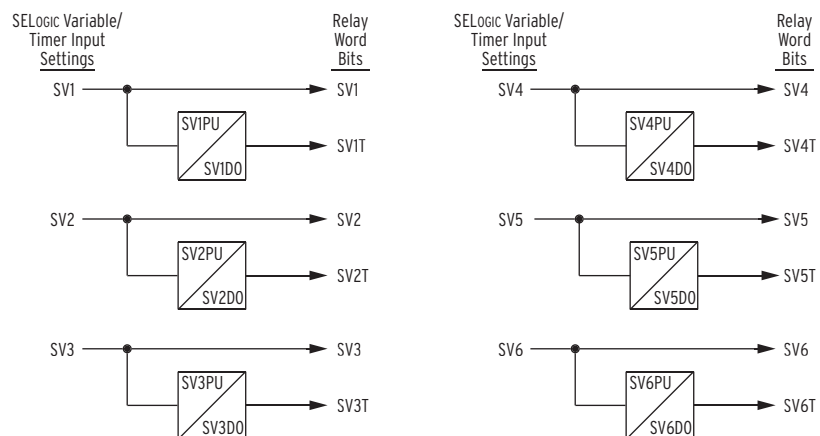 SELOGIC Variable/
Timer Input
Settings
Relay
Word
Bits
SV1
SV1
SV1PU
SV1DO
SV1T
SV2
SV2
SV2PU
SV2DO
SV2T
SV3
SV3
SV3PU
SV3DO
SV3T
SELOGIC Variable/
Timer Input
Settings
Relay
Word
Bits
SV4
SV4
SV4PU
SV4DO
SV4T
SV5
SV5
SV5PU
SV5DO
SV5T
SV6
SV6
SV6PU
SV6DO
SV6T